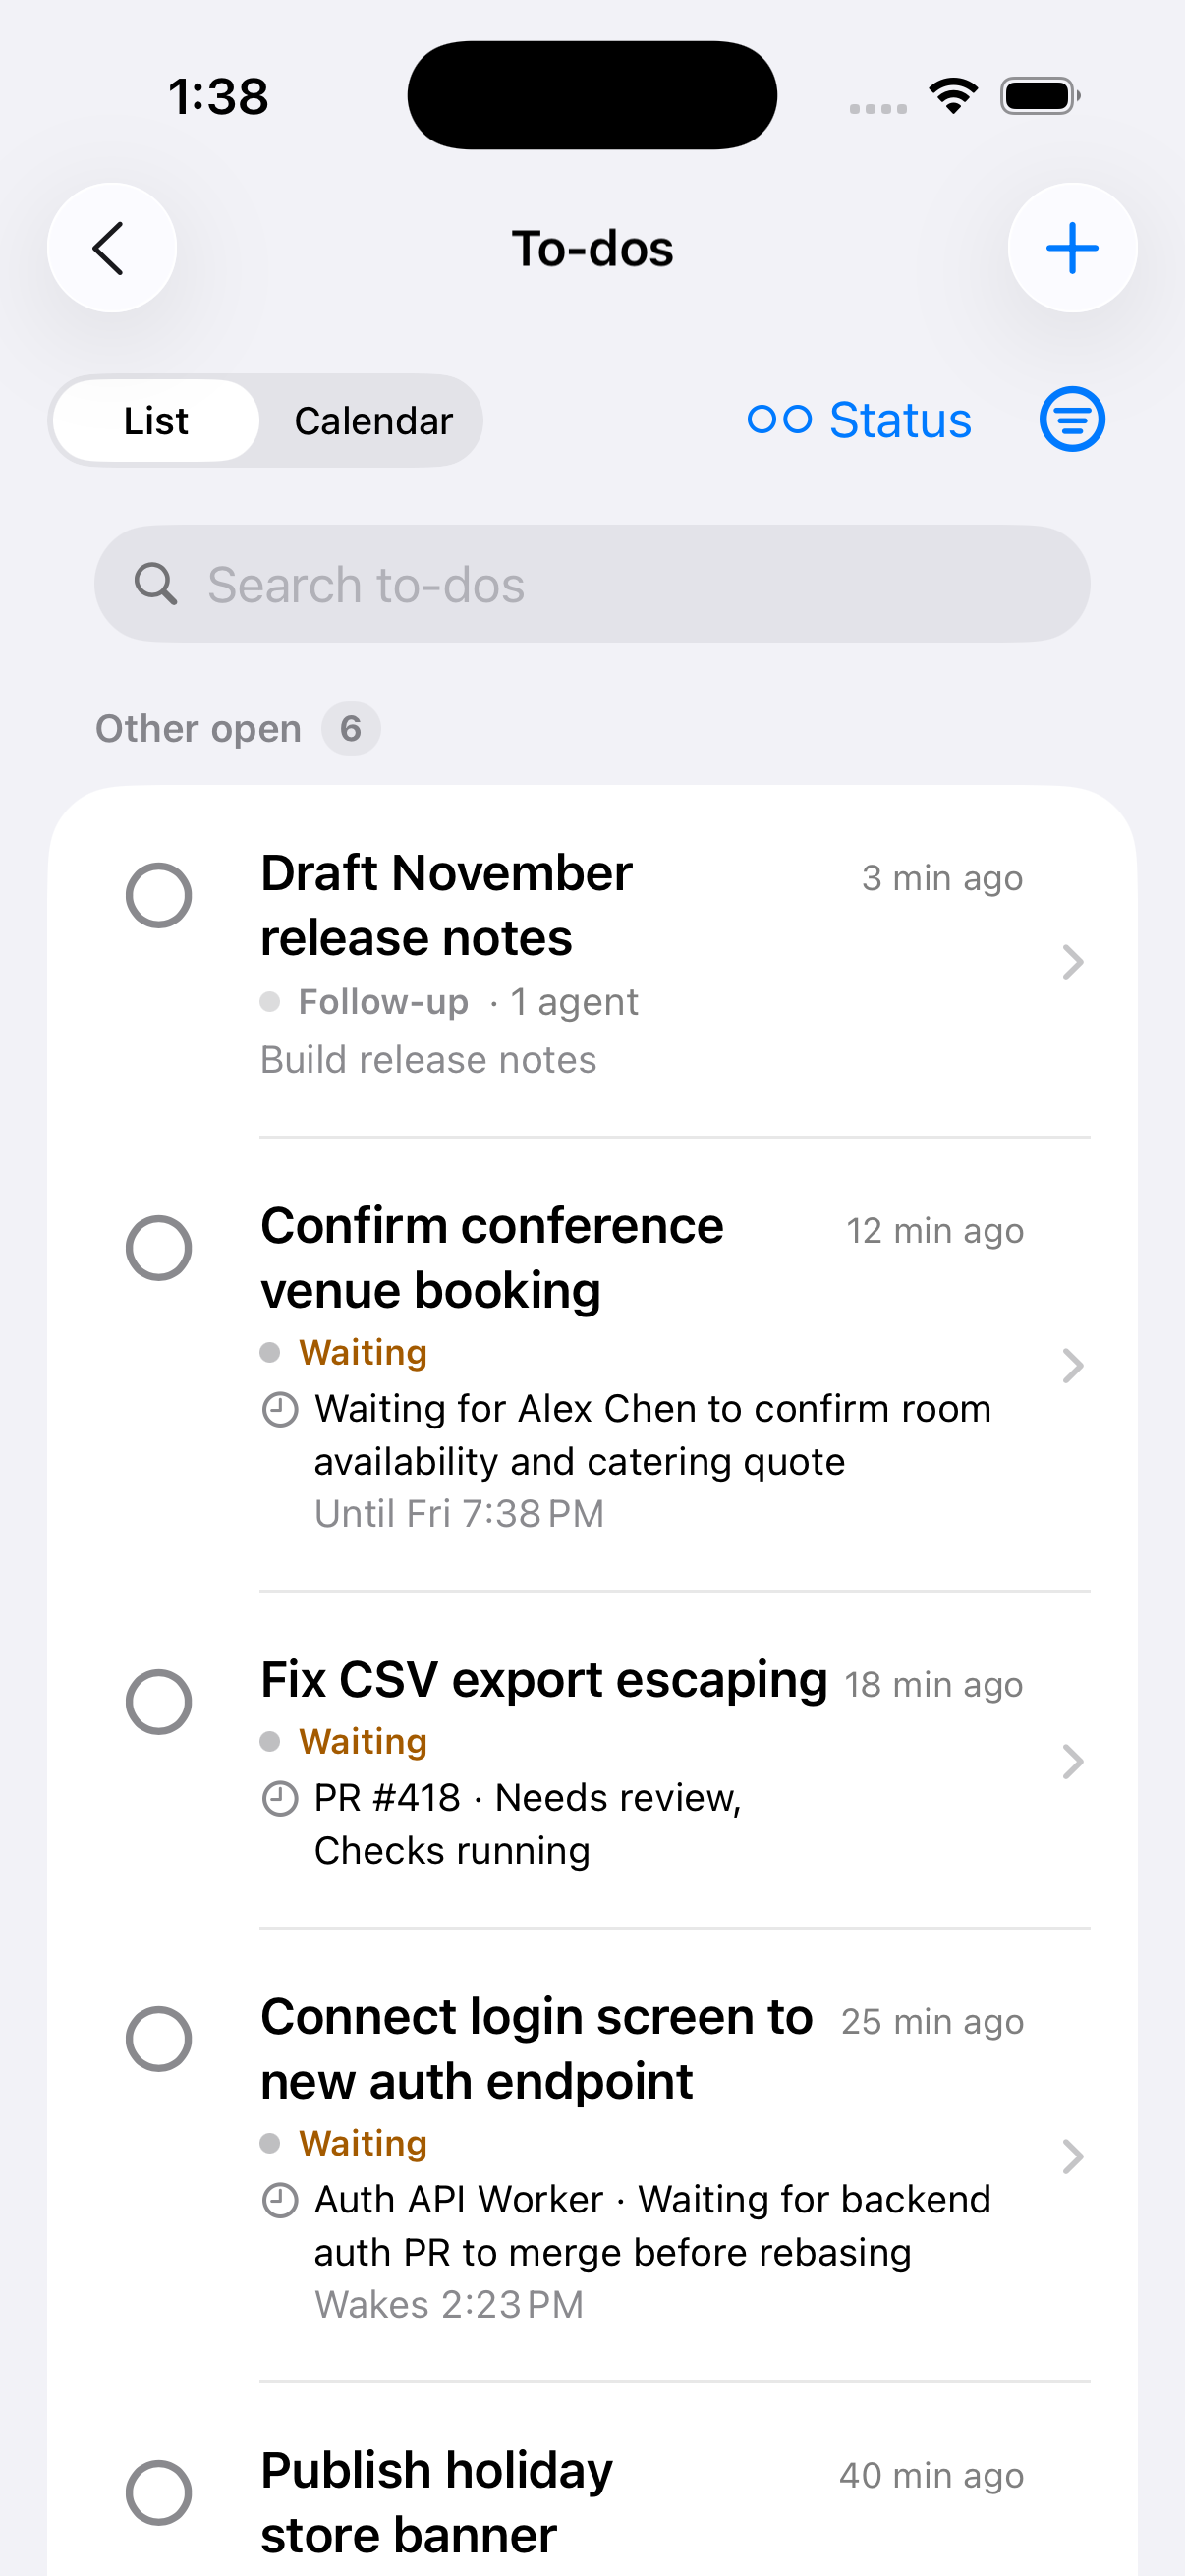 1:38
To-dos
List
Calendar
Status
Search to-dos
Other open 6
Draft November
3 min ago
release notes
Follow-up · 1 agent
Build release notes
Confirm conference
12 min ago
venue booking
Waiting
Waiting for Alex Chen to confirm room
availability and catering quote
Until Fri 7:38 PM
Fix CSV export escaping
18 min ago
Waiting
PR #418 · Needs review,
Checks running
Connect login screen to
25 min ago
new auth endpoint
Waiting
Auth API Worker · Waiting for backend
auth PR to merge before rebasing
Wakes 2:23 PM
Publish holiday
40 min ago
store banner